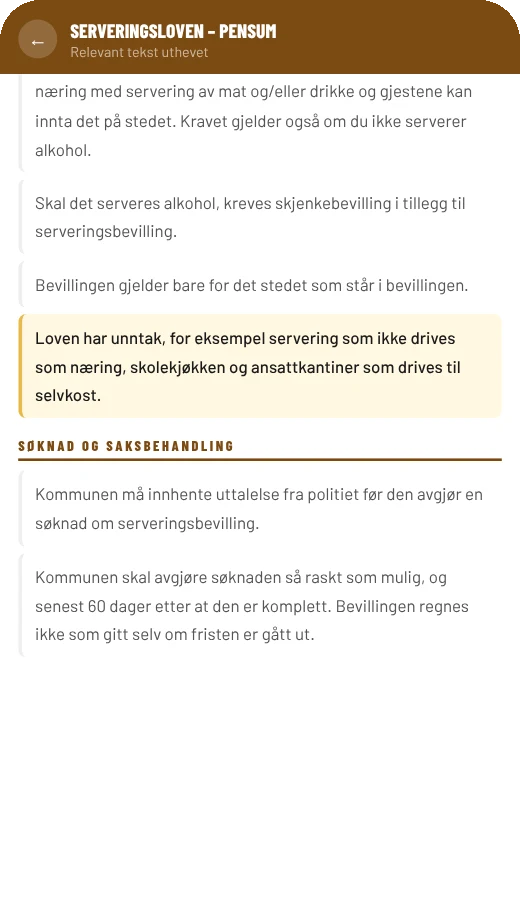 ←
SERVERINGSLOVEN – PENSUM
Relevant tekst uthevet
næring med servering av mat og/eller drikke og gjestene kan
innta det på stedet. Kravet gjelder også om du ikke serverer
alkohol.
Skal det serveres alkohol, kreves skjenkebevilling i tillegg til
serveringsbevilling.
Bevillingen gjelder bare for det stedet som står i bevillingen.
Loven har unntak, for eksempel servering som ikke drives
som næring, skolekjøkken og ansattkantiner som drives til
selvkost.
SØKNAD OG SAKSBEHANDLING
Kommunen må innhente uttalelse fra politiet før den avgjør en
søknad om serveringsbevilling.
Kommunen skal avgjøre søknaden så raskt som mulig, og
senest 60 dager etter at den er komplett. Bevillingen regnes
ikke som gitt selv om fristen er gått ut.